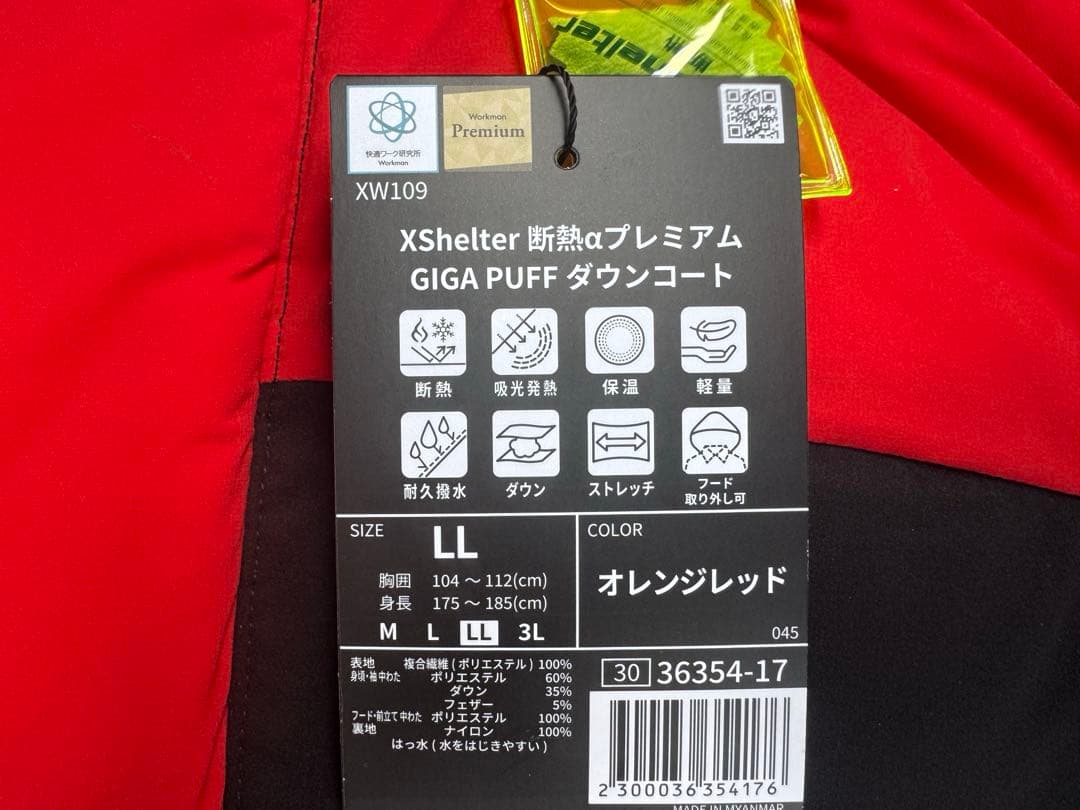 helter
快適ワーク研究所
Workman
Workman
Premium
XW109
XShelter 断熱αプレミアム
GIGA PUFF ダウンコート
断熱 吸光発熱 保温 軽量
耐久撥水 ダウン ストレッチ フード
取り外し可
SIZE
LL
胸囲 104 ～ 112(cm)
身長 175 ～ 185(cm)
M L LL 3L
COLOR
オレンジレッド
045
表地 複合繊維 ( ポリエステル ) 100%
身頃・袖 中わた ポリエステル 60%
ダウン 35%
フェザー 5%
フード・前立て 中わた ポリエステル 100%
裏地 ナイロン 100%
はっ水 ( 水をはじきやすい )
30 36354-17
2 300036 354176
MADE IN MYANMAR